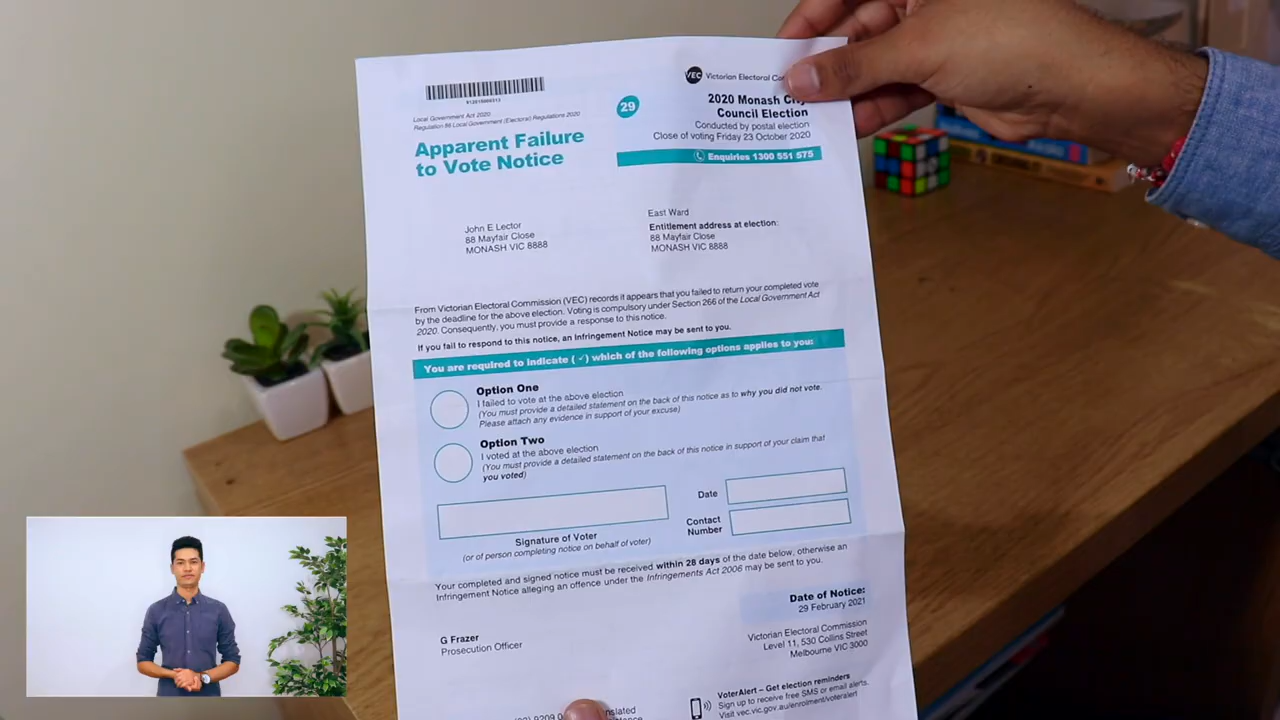 912015000313
VEC Victorian Electoral
Local Government Act 2020
Regulation 86 Local Government (Electoral) Regulations 2020
Apparent Failure
to Vote Notice
29
2020 Monash City
Council Election
Conducted by postal election
Close of voting Friday 23 October 2020
Enquiries 1300 551 575
John E Lector
88 Mayfair Close
MONASH VIC 8888
East Ward
Entitlement address at election:
88 Mayfair Close
MONASH VIC 8888
From Victorian Electoral Commission (VEC) records it appears that you failed to return your completed vote
by the deadline for the above election. Voting is compulsory under Section 266 of the Local Government Act
2020. Consequently, you must provide a response to this notice.
If you fail to respond to this notice, an Infringement Notice may be sent to you.
You are required to indicate ( ✓ ) which of the following options applies to you:
Option One
I failed to vote at the above election
(You must provide a detailed statement on the back of this notice as to why you did not vote.
Please attach any evidence in support of your excuse)
Option Two
I voted at the above election
(You must provide a detailed statement on the back of this notice in support of your claim that
you voted)
Date
Contact
Number
Signature of Voter
(or of person completing notice on behalf of voter)
Your completed and signed notice must be received within 28 days of the date below, otherwise an
Infringement Notice alleging an offence under the Infringements Act 2006 may be sent to you.
Date of Notice:
29 February 2021
G Frazer
Prosecution Officer
Victorian Electoral Commission
Level 11, 530 Collins Street
Melbourne VIC 3000
VoterAlert – Get election reminders
Sign up to receive free SMS or email alerts.
Visit vec.vic.gov.au/enrolment/voteralert